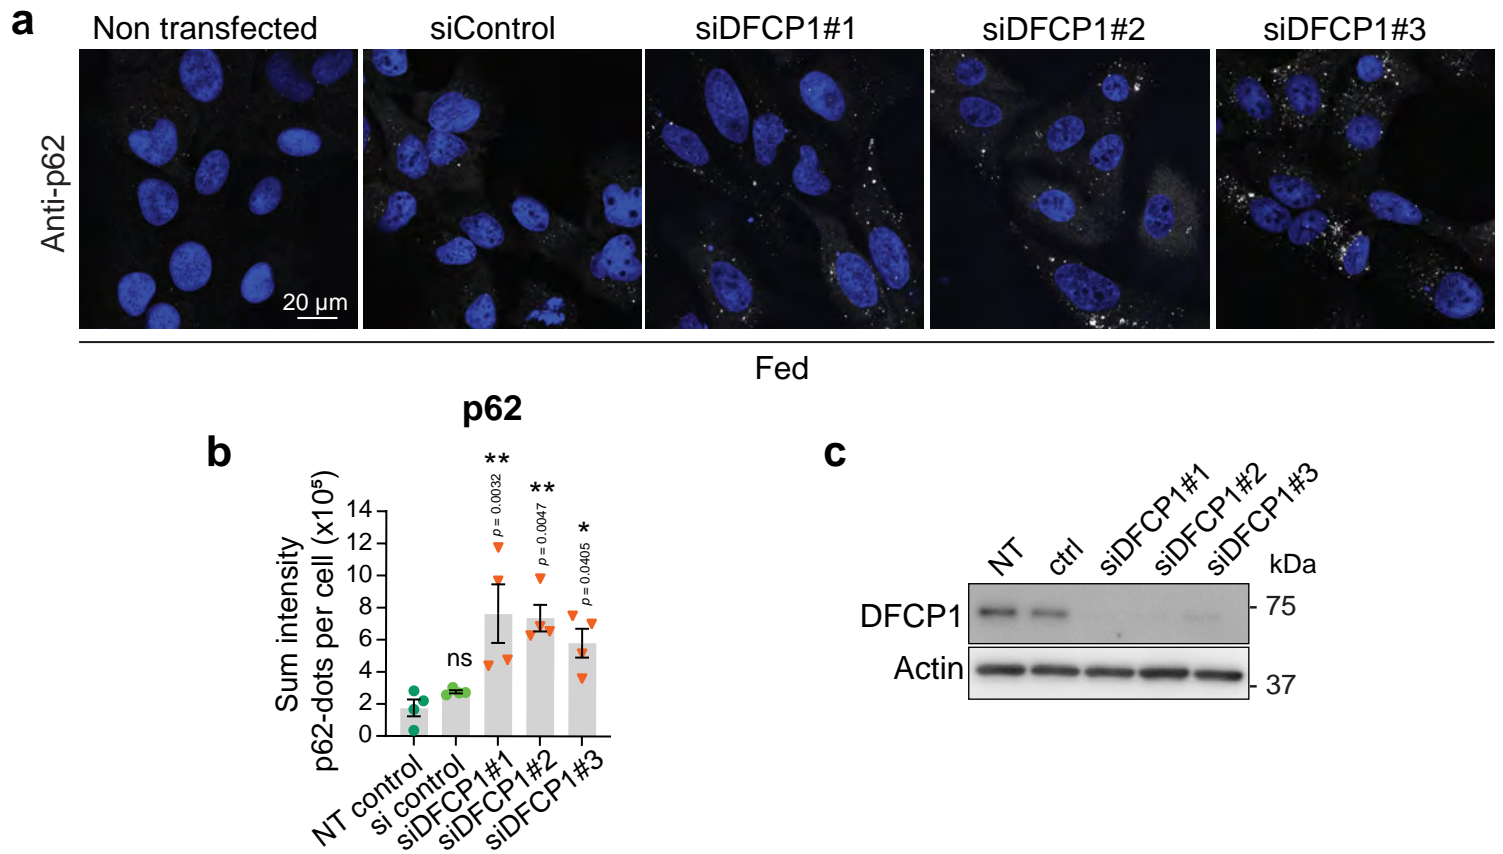 a
Non transfected
siControl
siDFCP1#1
siDFCP1#2
siDFCP1#3
Anti-p62
20 µm
Fed
b
p62
Sum intensity
p62-dots per cell (x10⁵)
14
12
10
8
6
4
2
0
ns
**
p = 0.0032
**
p = 0.0047
*
p = 0.0405
NT control
si control
siDFCP1#1
siDFCP1#2
siDFCP1#3
c
NT
ctrl
siDFCP1#1
siDFCP1#2
siDFCP1#3
kDa
DFCP1
- 75
Actin
- 37